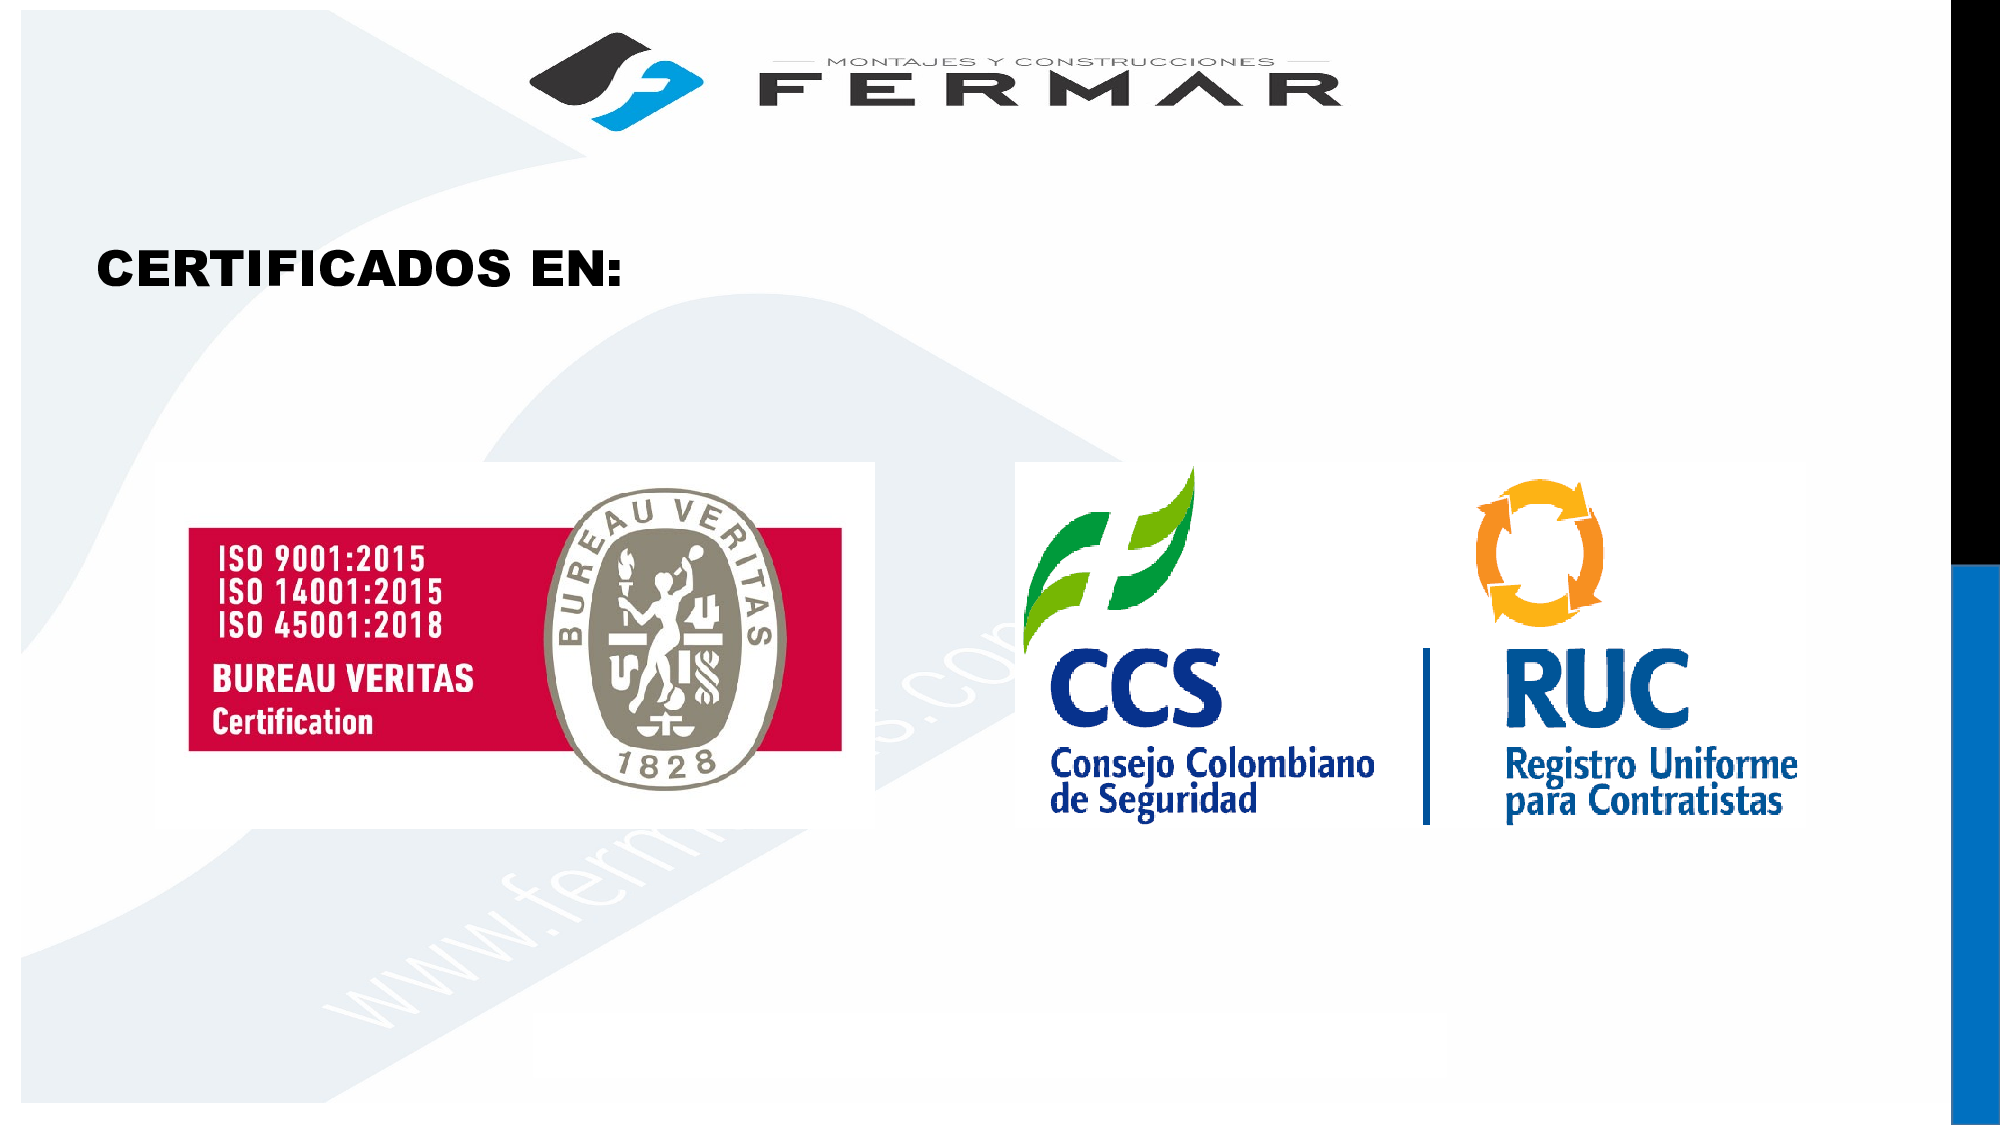 MONTAJES Y CONSTRUCCIONES
FERMAR
CERTIFICADOS EN:
ISO 9001:2015
ISO 14001:2015
ISO 45001:2018
BUREAU VERITAS
Certification
BUREAU VERITAS
1828
CCS
Consejo Colombiano
de Seguridad
RUC
Registro Uniforme
para Contratistas